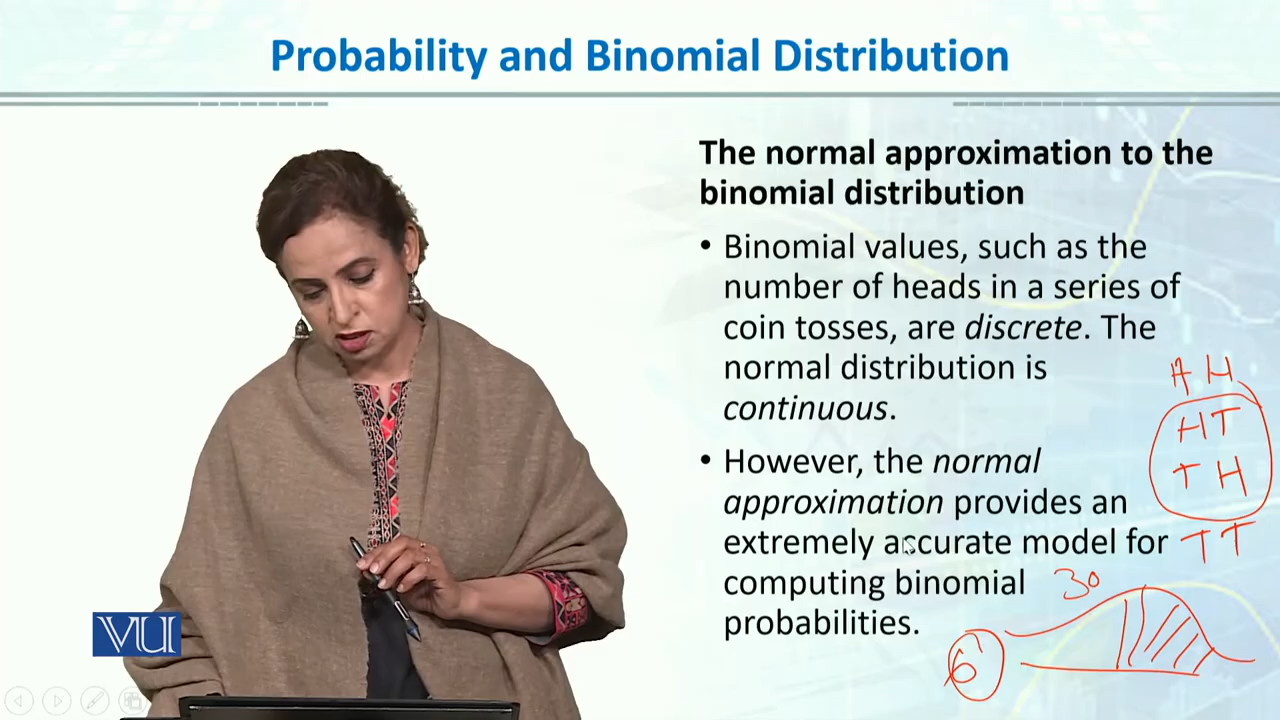 Probability and Binomial Distribution
The normal approximation to the
binomial distribution
• Binomial values, such as the
number of heads in a series of
coin tosses, are discrete. The
normal distribution is
continuous.
• However, the normal
approximation provides an
extremely accurate model for
computing binomial
probabilities.
H H
HT
TH
TT
30
6
VU